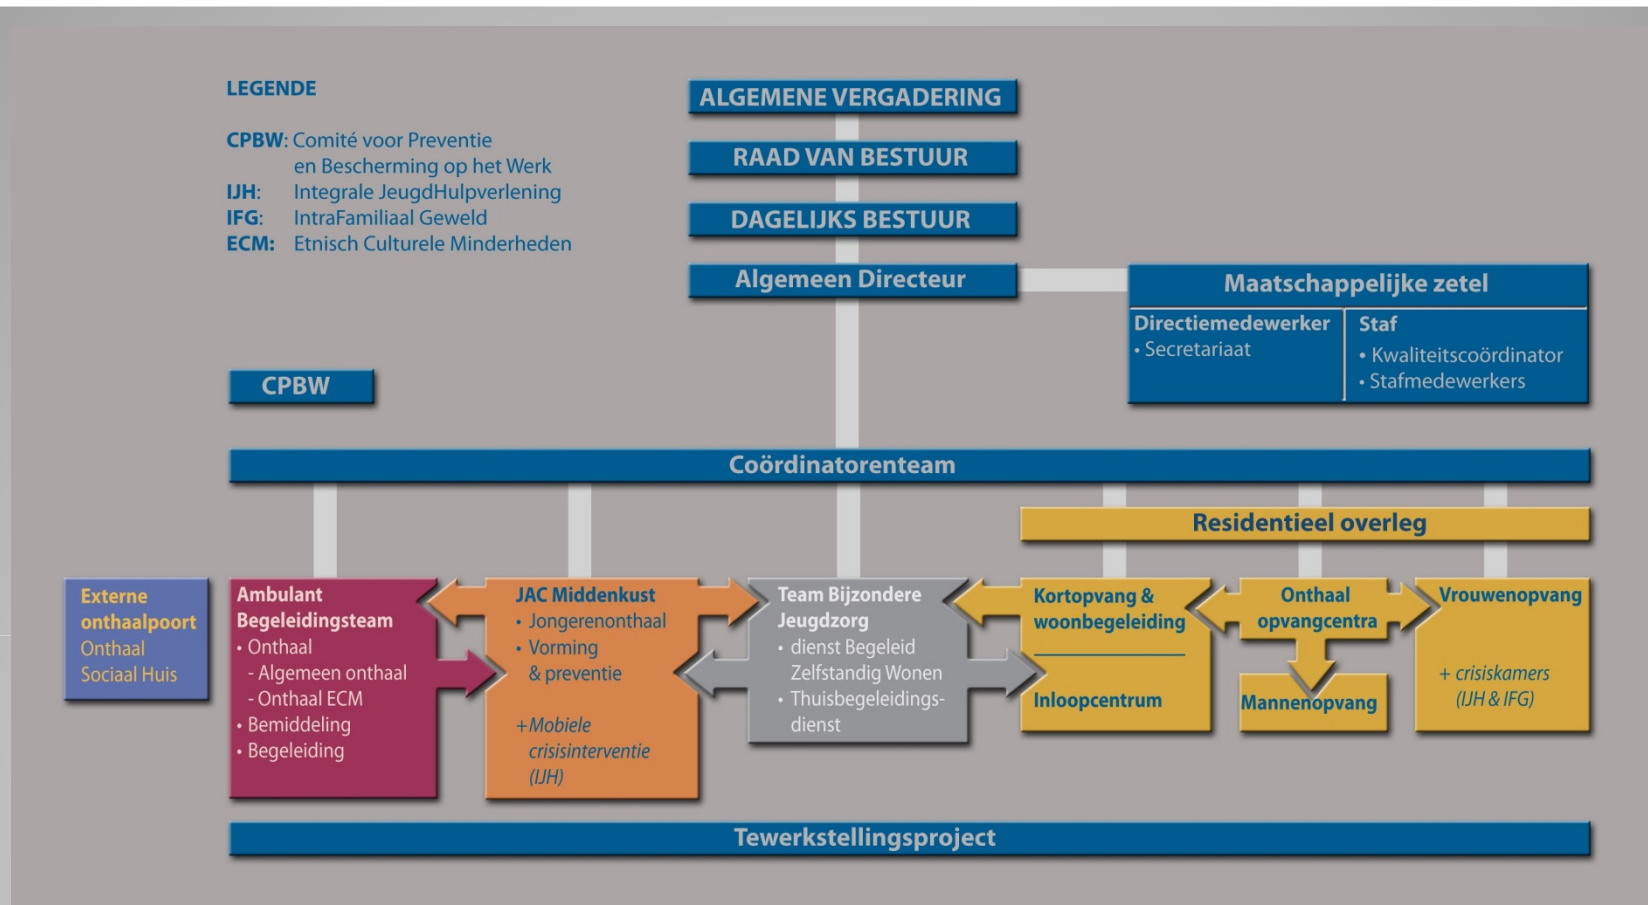 LEGENDE
CPBW: Comité voor Preventie
en Bescherming op het Werk
IJH: Integrale JeugdHulpverlening
IFG: IntraFamiliaal Geweld
ECM: Etnisch Culturele Minderheden
ALGEMENE VERGADERING
RAAD VAN BESTUUR
DAGELIJKS BESTUUR
Algemeen Directeur
Maatschappelijke zetel
Directiemedewerker
• Secretariaat
Staf
• Kwaliteitscoördinator
• Stafmedewerkers
CPBW
Coördinatorenteam
Residentieel overleg
Externe
onthaalpoort
Onthaal
Sociaal Huis
Ambulant
Begeleidingsteam
• Onthaal
- Algemeen onthaal
- Onthaal ECM
• Bemiddeling
• Begeleiding
JAC Middenkust
• Jongerenonthaal
• Vorming
& preventie
+ Mobiele
crisisinterventie
(IJH)
Team Bijzondere
Jeugdzorg
• dienst Begeleid
Zelfstandig Wonen
• Thuisbegeleidings-
dienst
Kortopvang &
woonbegeleiding
Inloopcentrum
Onthaal
opvangcentra
Mannenopvang
Vrouwenopvang
+ crisiskamers
(IJH & IFG)
Tewerkstellingsproject